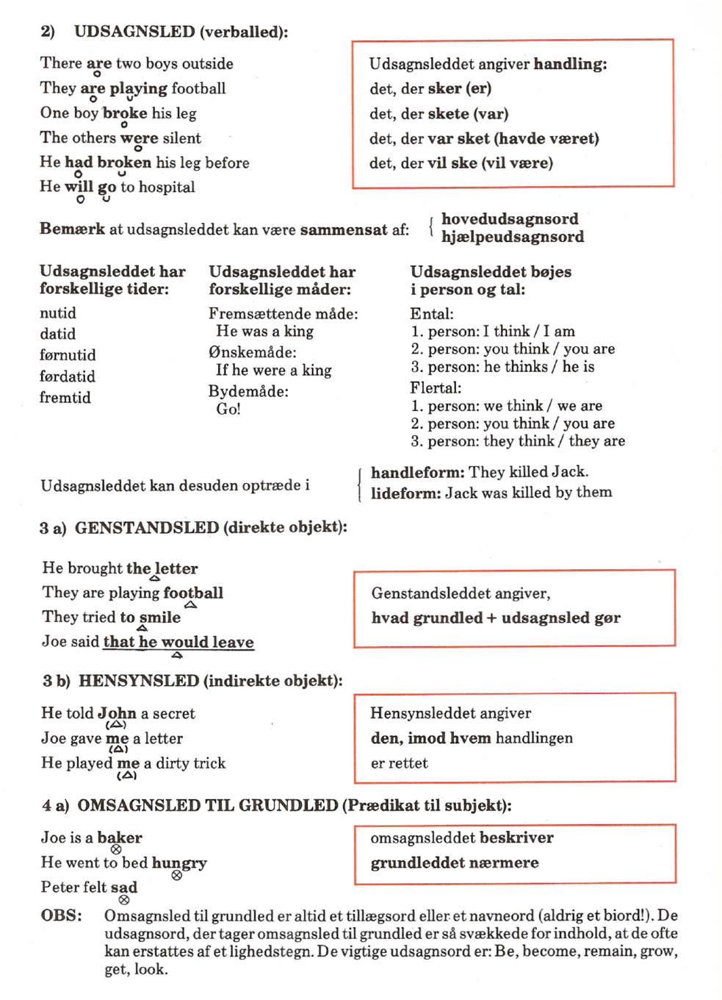 2) UDSAGNSLED (verballed):
There are two boys outside
They are playing football
One boy broke his leg
The others were silent
He had broken his leg before
He will go to hospital
Udsagnsleddet angiver handling:
det, der sker (er)
det, der skete (var)
det, der var sket (havde været)
det, der vil ske (vil være)
Bemærk at udsagnsleddet kan være sammensat af:
hovedudsagnsord
hjælpeudsagnsord
Udsagnsleddet har
forskellige tider:
nutid
datid
førnutid
førdatid
fremtid
Udsagnsleddet har
forskellige måder:
Fremsættende måde:
He was a king
Ønskemåde:
If he were a king
Bydemåde:
Go!
Udsagnsleddet bøjes
i person og tal:
Ental:
1. person: I think / I am
2. person: you think / you are
3. person: he thinks / he is
Flertal:
1. person: we think / we are
2. person: you think / you are
3. person: they think / they are
Udsagnsleddet kan desuden optræde i
handleform: They killed Jack.
lideform: Jack was killed by them
3 a) GENSTANDSLED (direkte objekt):
He brought the letter
They are playing football
They tried to smile
Joe said that he would leave
Genstandsleddet angiver,
hvad grundled + udsagnsled gør
3 b) HENSYNSLED (indirekte objekt):
He told John a secret
Joe gave me a letter
He played me a dirty trick
Hensynsleddet angiver
den, imod hvem handlingen
er rettet
4 a) OMSAGNSLED TIL GRUNDLED (Prædikat til subjekt):
Joe is a baker
He went to bed hungry
Peter felt sad
omsagnsleddet beskriver
grundleddet nærmere
OBS: Omsagnsled til grundled er altid et tillægsord eller et navneord (aldrig et biord!). De
udsagnsord, der tager omsagnsled til grundled er så svækkede for indhold, at de ofte
kan erstattes af et lighedstegn. De vigtige udsagnsord er: Be, become, remain, grow,
get, look.